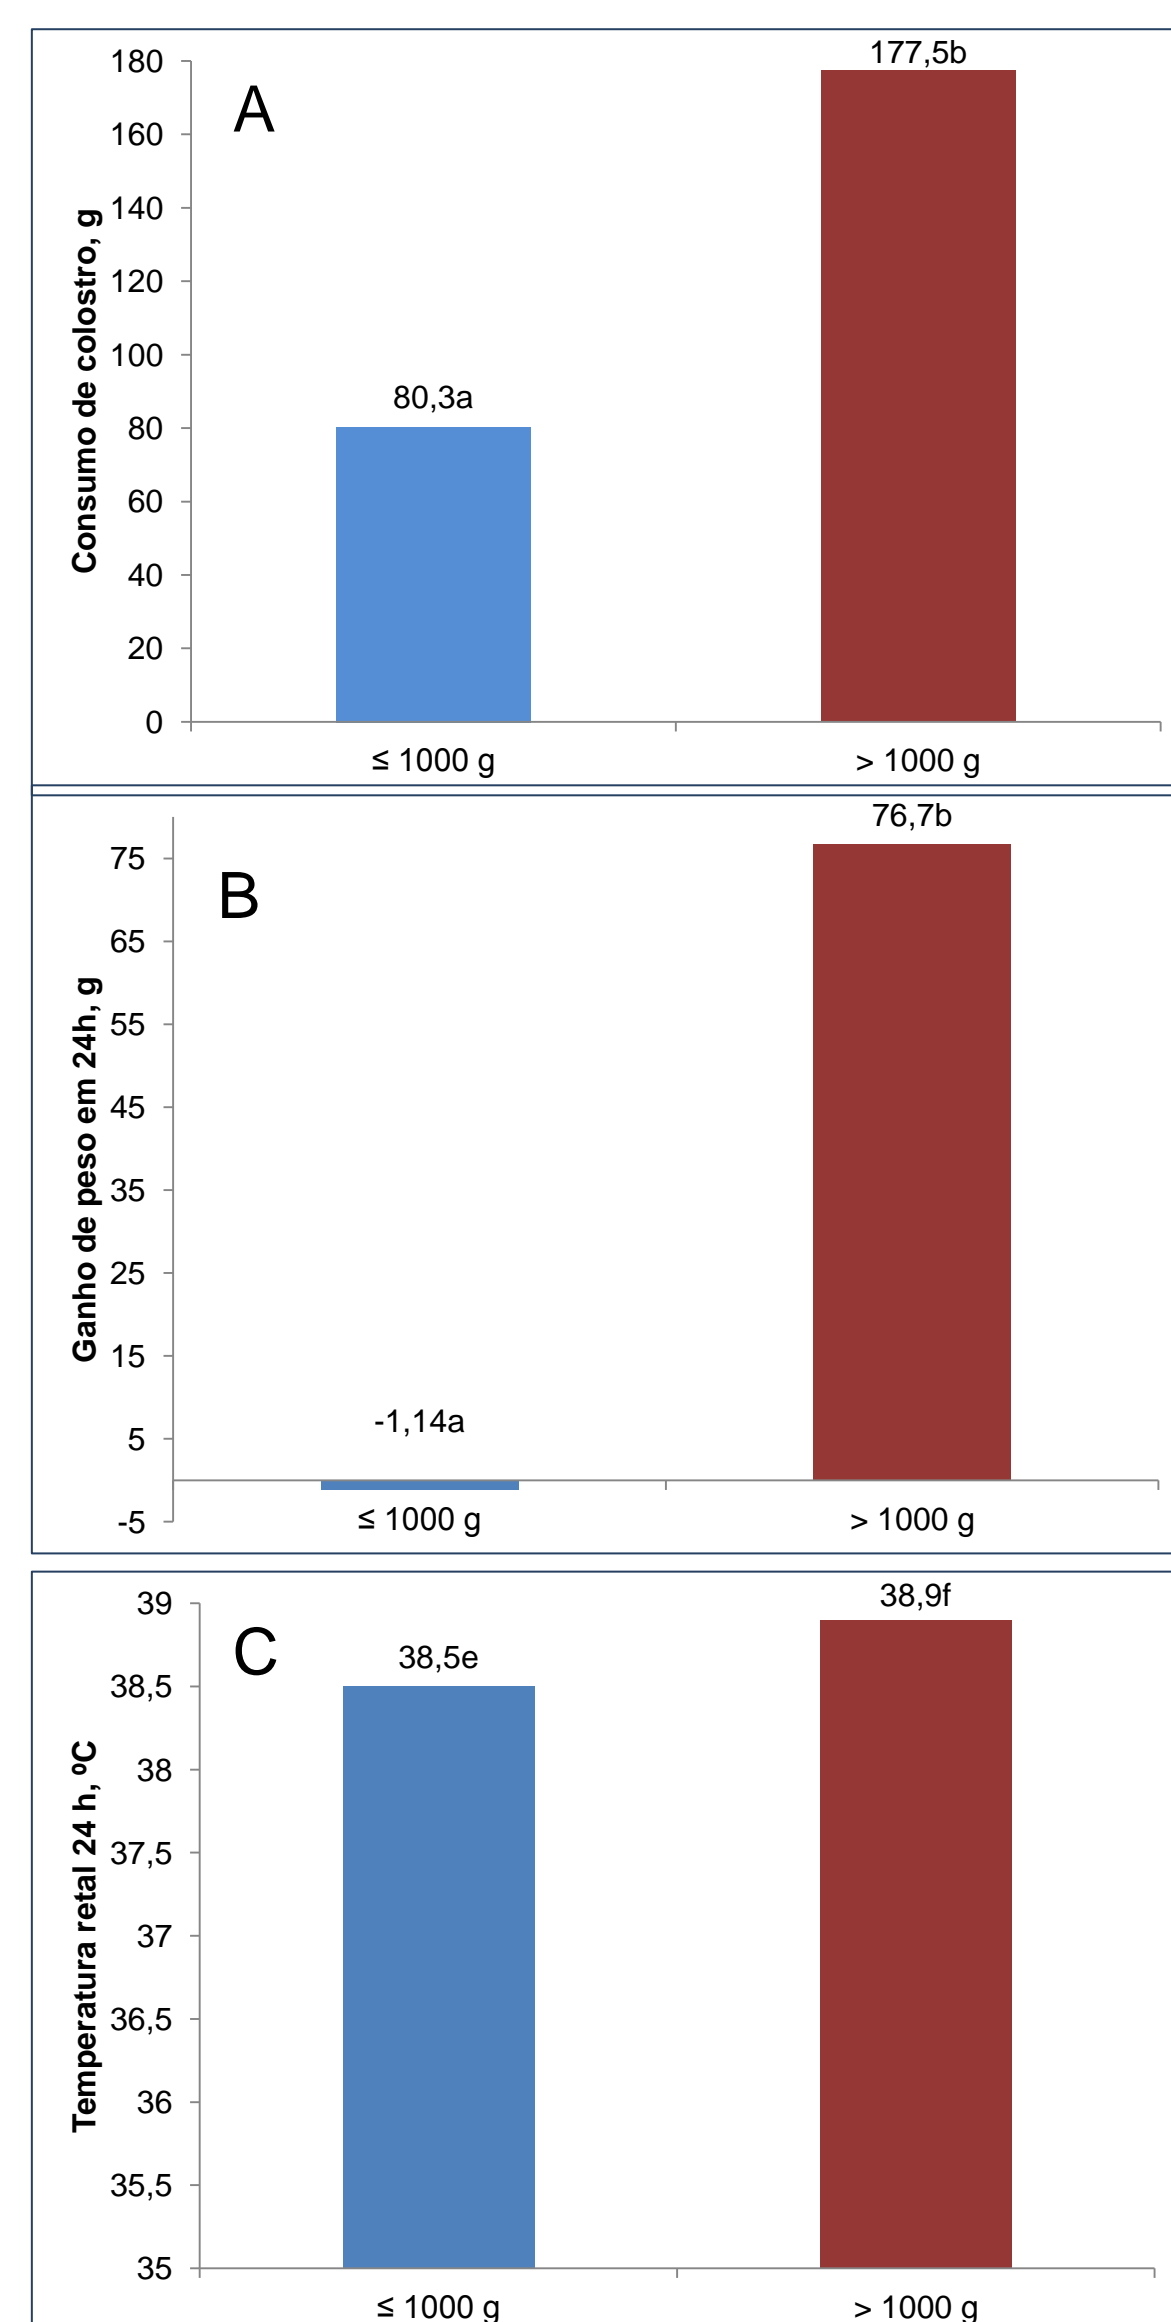 A
177,5b
180
160
140
120
100
80
60
40
20
0
Consumo de colostro, g
80,3a
≤ 1000 g
> 1000 g
B
76,7b
75
65
55
45
35
25
15
5
-5
Ganho de peso em 24h, g
-1,14a
≤ 1000 g
> 1000 g
C
38,9f
39
38,5
38
37,5
37
36,5
36
35,5
35
Temperatura retal 24 h, ºC
38,5e
≤ 1000 g
> 1000 g